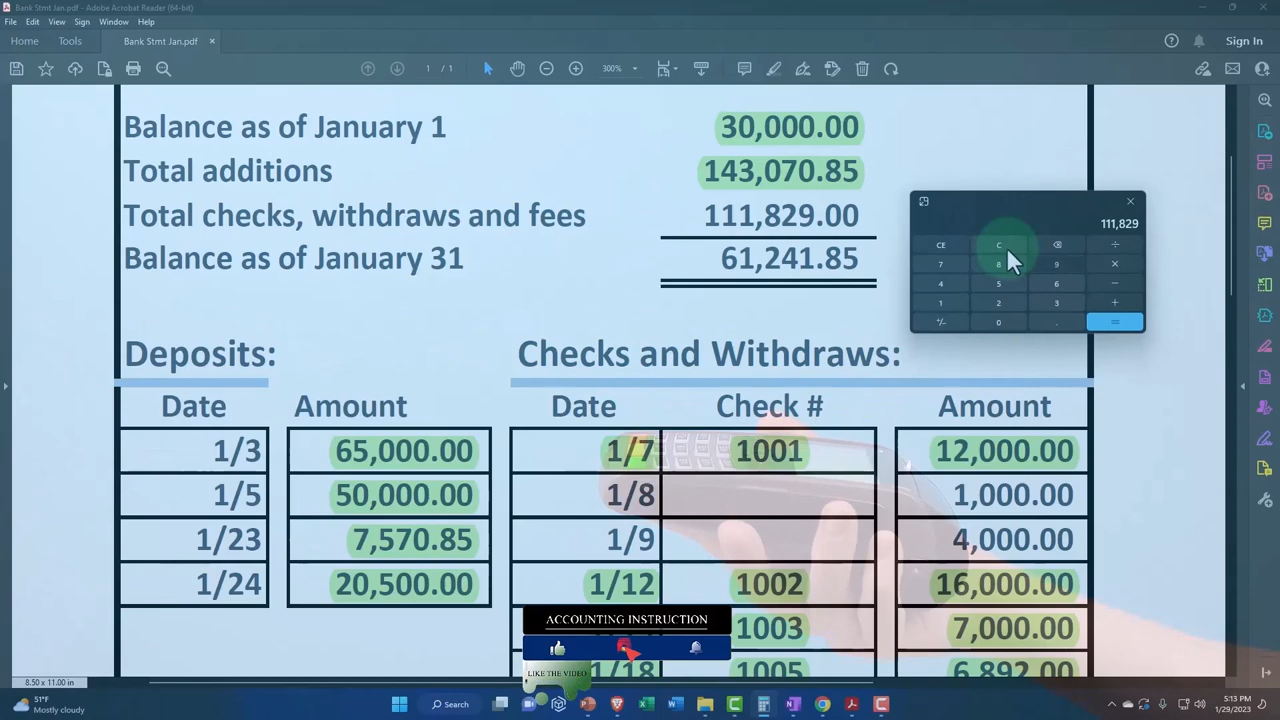 Bank Stmt Jan.pdf - Adobe Acrobat Reader (64-bit)
File Edit View Sign Window Help
Home Tools Bank Stmt Jan.pdf × Sign In
1 / 1 300%
Balance as of January 1 30,000.00
Total additions 143,070.85
Total checks, withdraws and fees 111,829.00
Balance as of January 31 61,241.85
111,829
CE C ⌫ ÷
7 8 9 ×
4 5 6 −
1 2 3 +
+/− 0 . =
Deposits: Checks and Withdraws:
Date Amount Date Check # Amount
1/3 65,000.00 1/7 1001 12,000.00
1/5 50,000.00 1/8 1,000.00
1/23 7,570.85 1/9 4,000.00
1/24 20,500.00 1/12 1002 16,000.00
1003 7,000.00
1/18 1005 6,892.00
ACCOUNTING INSTRUCTION
LIKE THE VIDEO
8.50 x 11.00 in
51°F
Mostly cloudy
Search
5:13 PM
1/29/2023